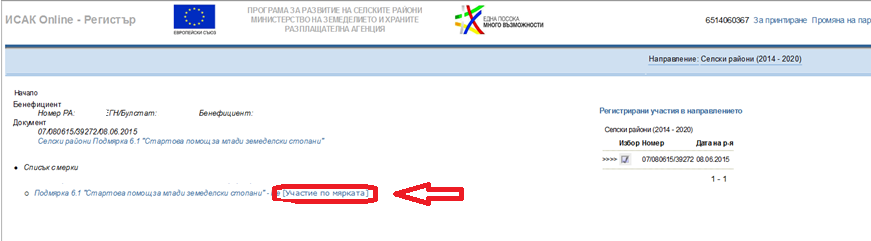 ИСАК Online - Регистър
ЕВРОПЕЙСКИ СЪЮЗ
ПРОГРАМА ЗА РАЗВИТИЕ НА СЕЛСКИТЕ РАЙОНИ
МИНИСТЕРСТВО НА ЗЕМЕДЕЛИЕТО И ХРАНИТЕ
РАЗПЛАЩАТЕЛНА АГЕНЦИЯ
ЕДНА ПОСОКА
МНОГО ВЪЗМОЖНОСТИ
6514060367 За принтиране Промяна на пар
Направление: Селски райони (2014 - 2020)
Начало
Бенефициент
Номер РА: ЕГН/Булстат: Бенефициент:
Документ
07/080615/39272/08.06.2015
Селски райони Подмярка 6.1 "Стартова помощ за млади земеделски стопани"
Списък с мерки
Подмярка 6.1 "Стартова помощ за млади земеделски стопани" - [Участие по мярката]
Регистрирани участия в направлението
Селски райони (2014 - 2020)
Избор Номер Дата на р-я
>>>> 07/080615/39272 08.06.2015
1 - 1